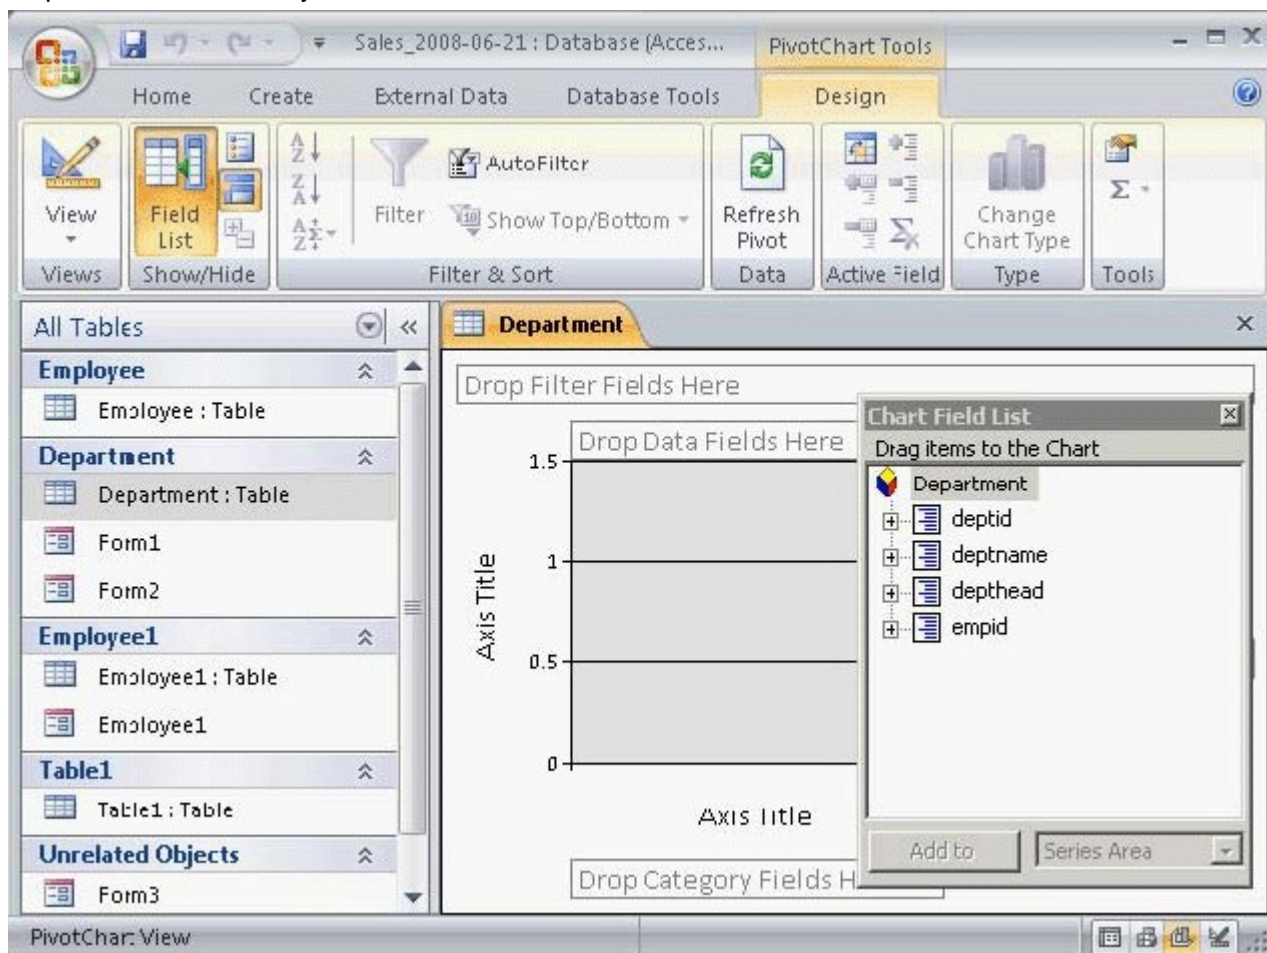 Sales_2008-06-21 : Database (Acces...
PivotChart Tools
Home Create External Data Database Tools Design
View
Field List
AutoFilter
Filter
Show Top/Bottom
Refresh Pivot
Change Chart Type
Views Show/Hide Filter & Sort Data Active Field Type Tools
All Tables
Employee
Employee : Table
Department
Department : Table
Form1
Form2
Employee1
Employee1 : Table
Employee1
Table1
Table1 : Table
Unrelated Objects
Form3
Department
Drop Filter Fields Here
Drop Data Fields Here
1.5
1
0.5
0
Axis Title
Axis Title
Drop Category Fields H
Chart Field List
Drag items to the Chart
Department
deptid
deptname
depthead
empid
Add to
Series Area
PivotChart View